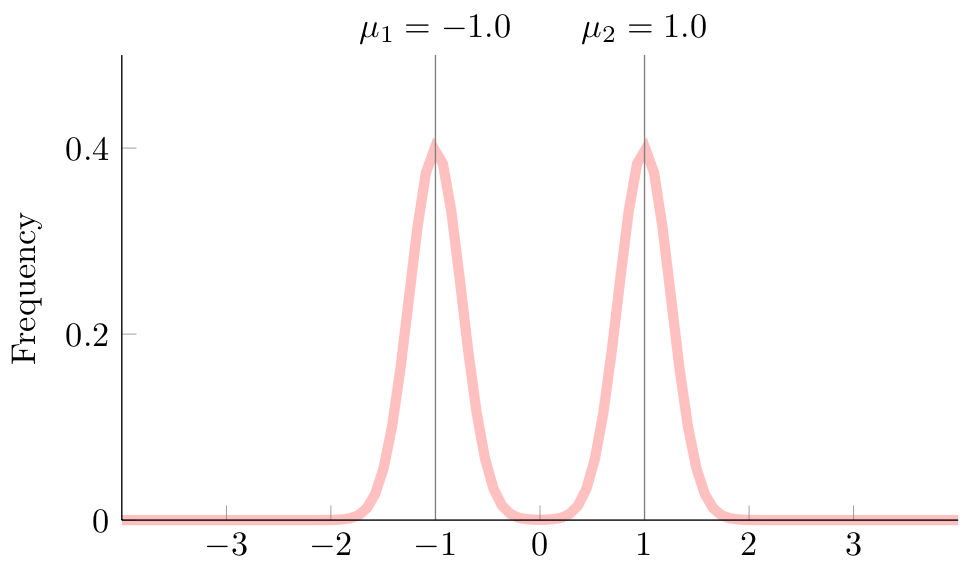 μ₁ = −1.0 μ₂ = 1.0
0.4
Frequency
0.2
0
−3 −2 −1 0 1 2 3